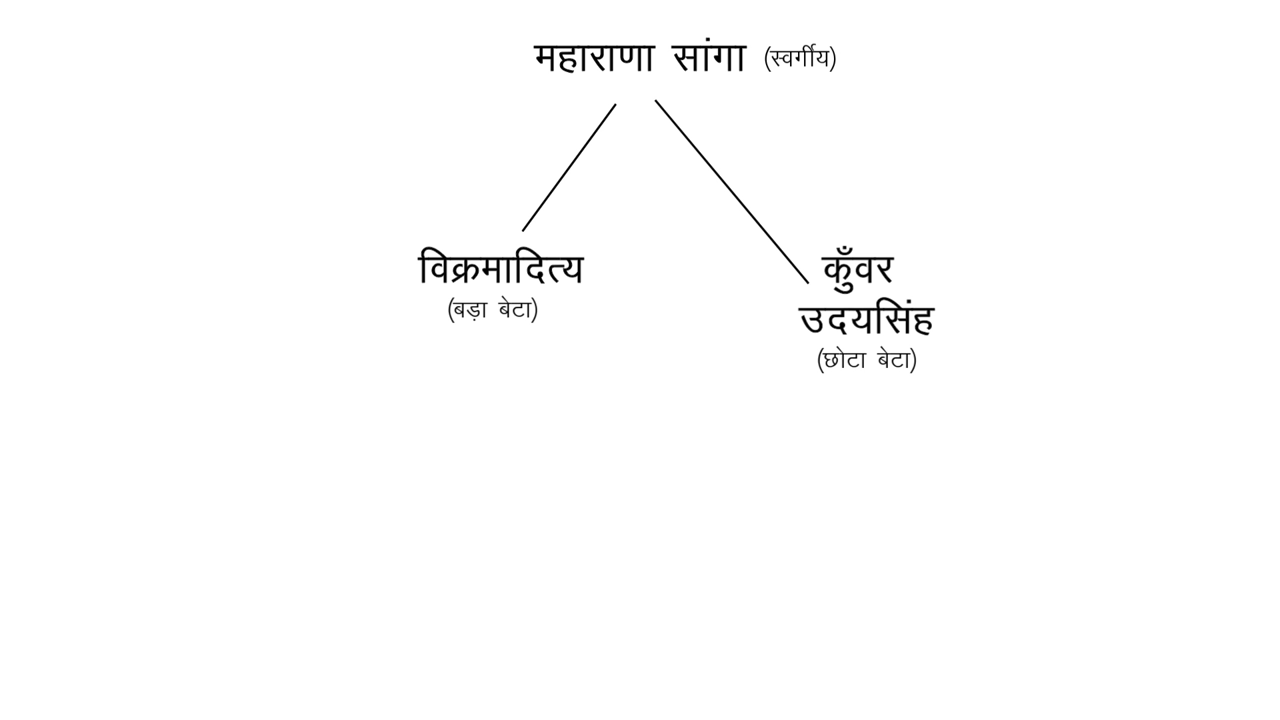 महाराणा सांगा (स्वर्गीय)
विक्रमादित्य
(बड़ा बेटा)
कुँवर
उदयसिंह
(छोटा बेटा)